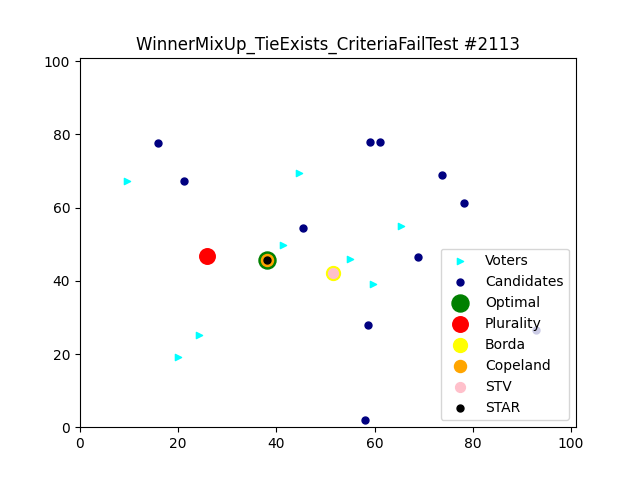 WinnerMixUp_TieExists_CriteriaFailTest #2113
100
80
60
40
20
0
0 20 40 60 80 100
Voters
Candidates
Optimal
Plurality
Borda
Copeland
STV
STAR